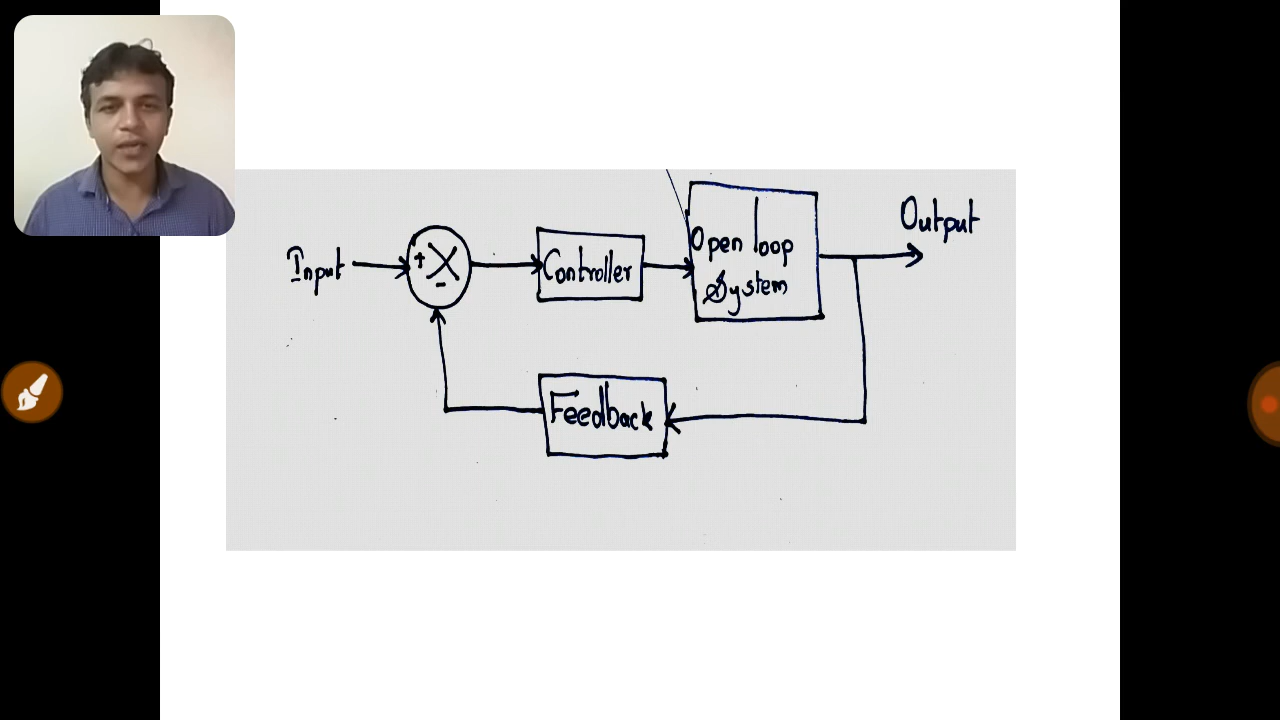 Input
+
-
Controller
Open loop
System
Output
Feedback